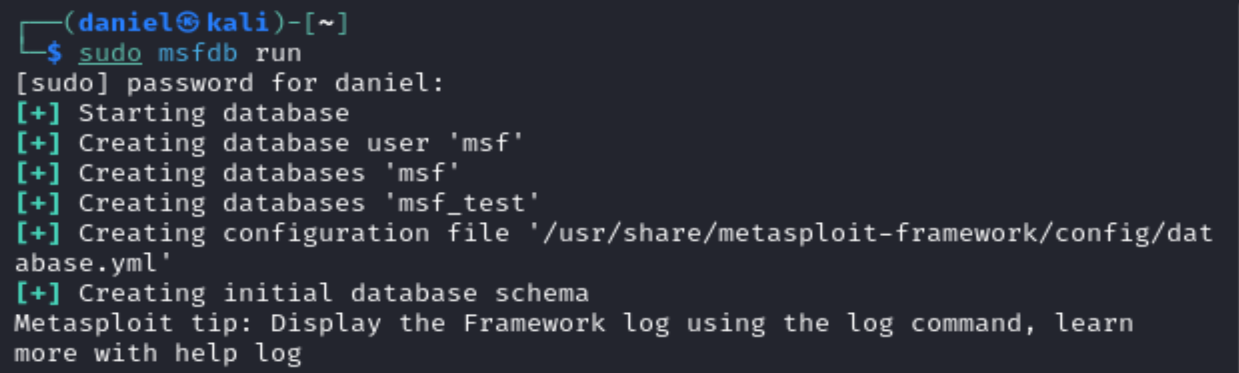 ┌──(daniel㉿kali)-[~]
└─$ sudo msfdb run
[sudo] password for daniel:
[+] Starting database
[+] Creating database user 'msf'
[+] Creating databases 'msf'
[+] Creating databases 'msf_test'
[+] Creating configuration file '/usr/share/metasploit-framework/config/dat
abase.yml'
[+] Creating initial database schema
Metasploit tip: Display the Framework log using the log command, learn
more with help log